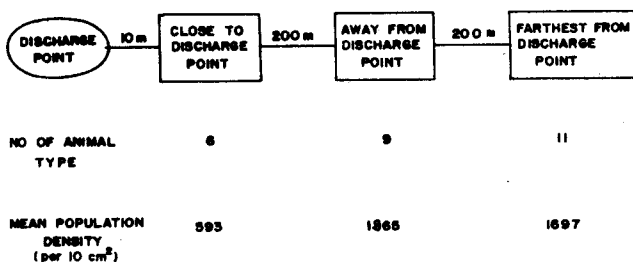 DISCHARGE
POINT
10 m
CLOSE TO
DISCHARGE
POINT
200 m
AWAY FROM
DISCHARGE
POINT
200 m
FARTHEST FROM
DISCHARGE
POINT
NO OF ANIMAL
TYPE
6
9
11
MEAN POPULATION
DENSITY
(per 10 cm²)
593
1865
1697